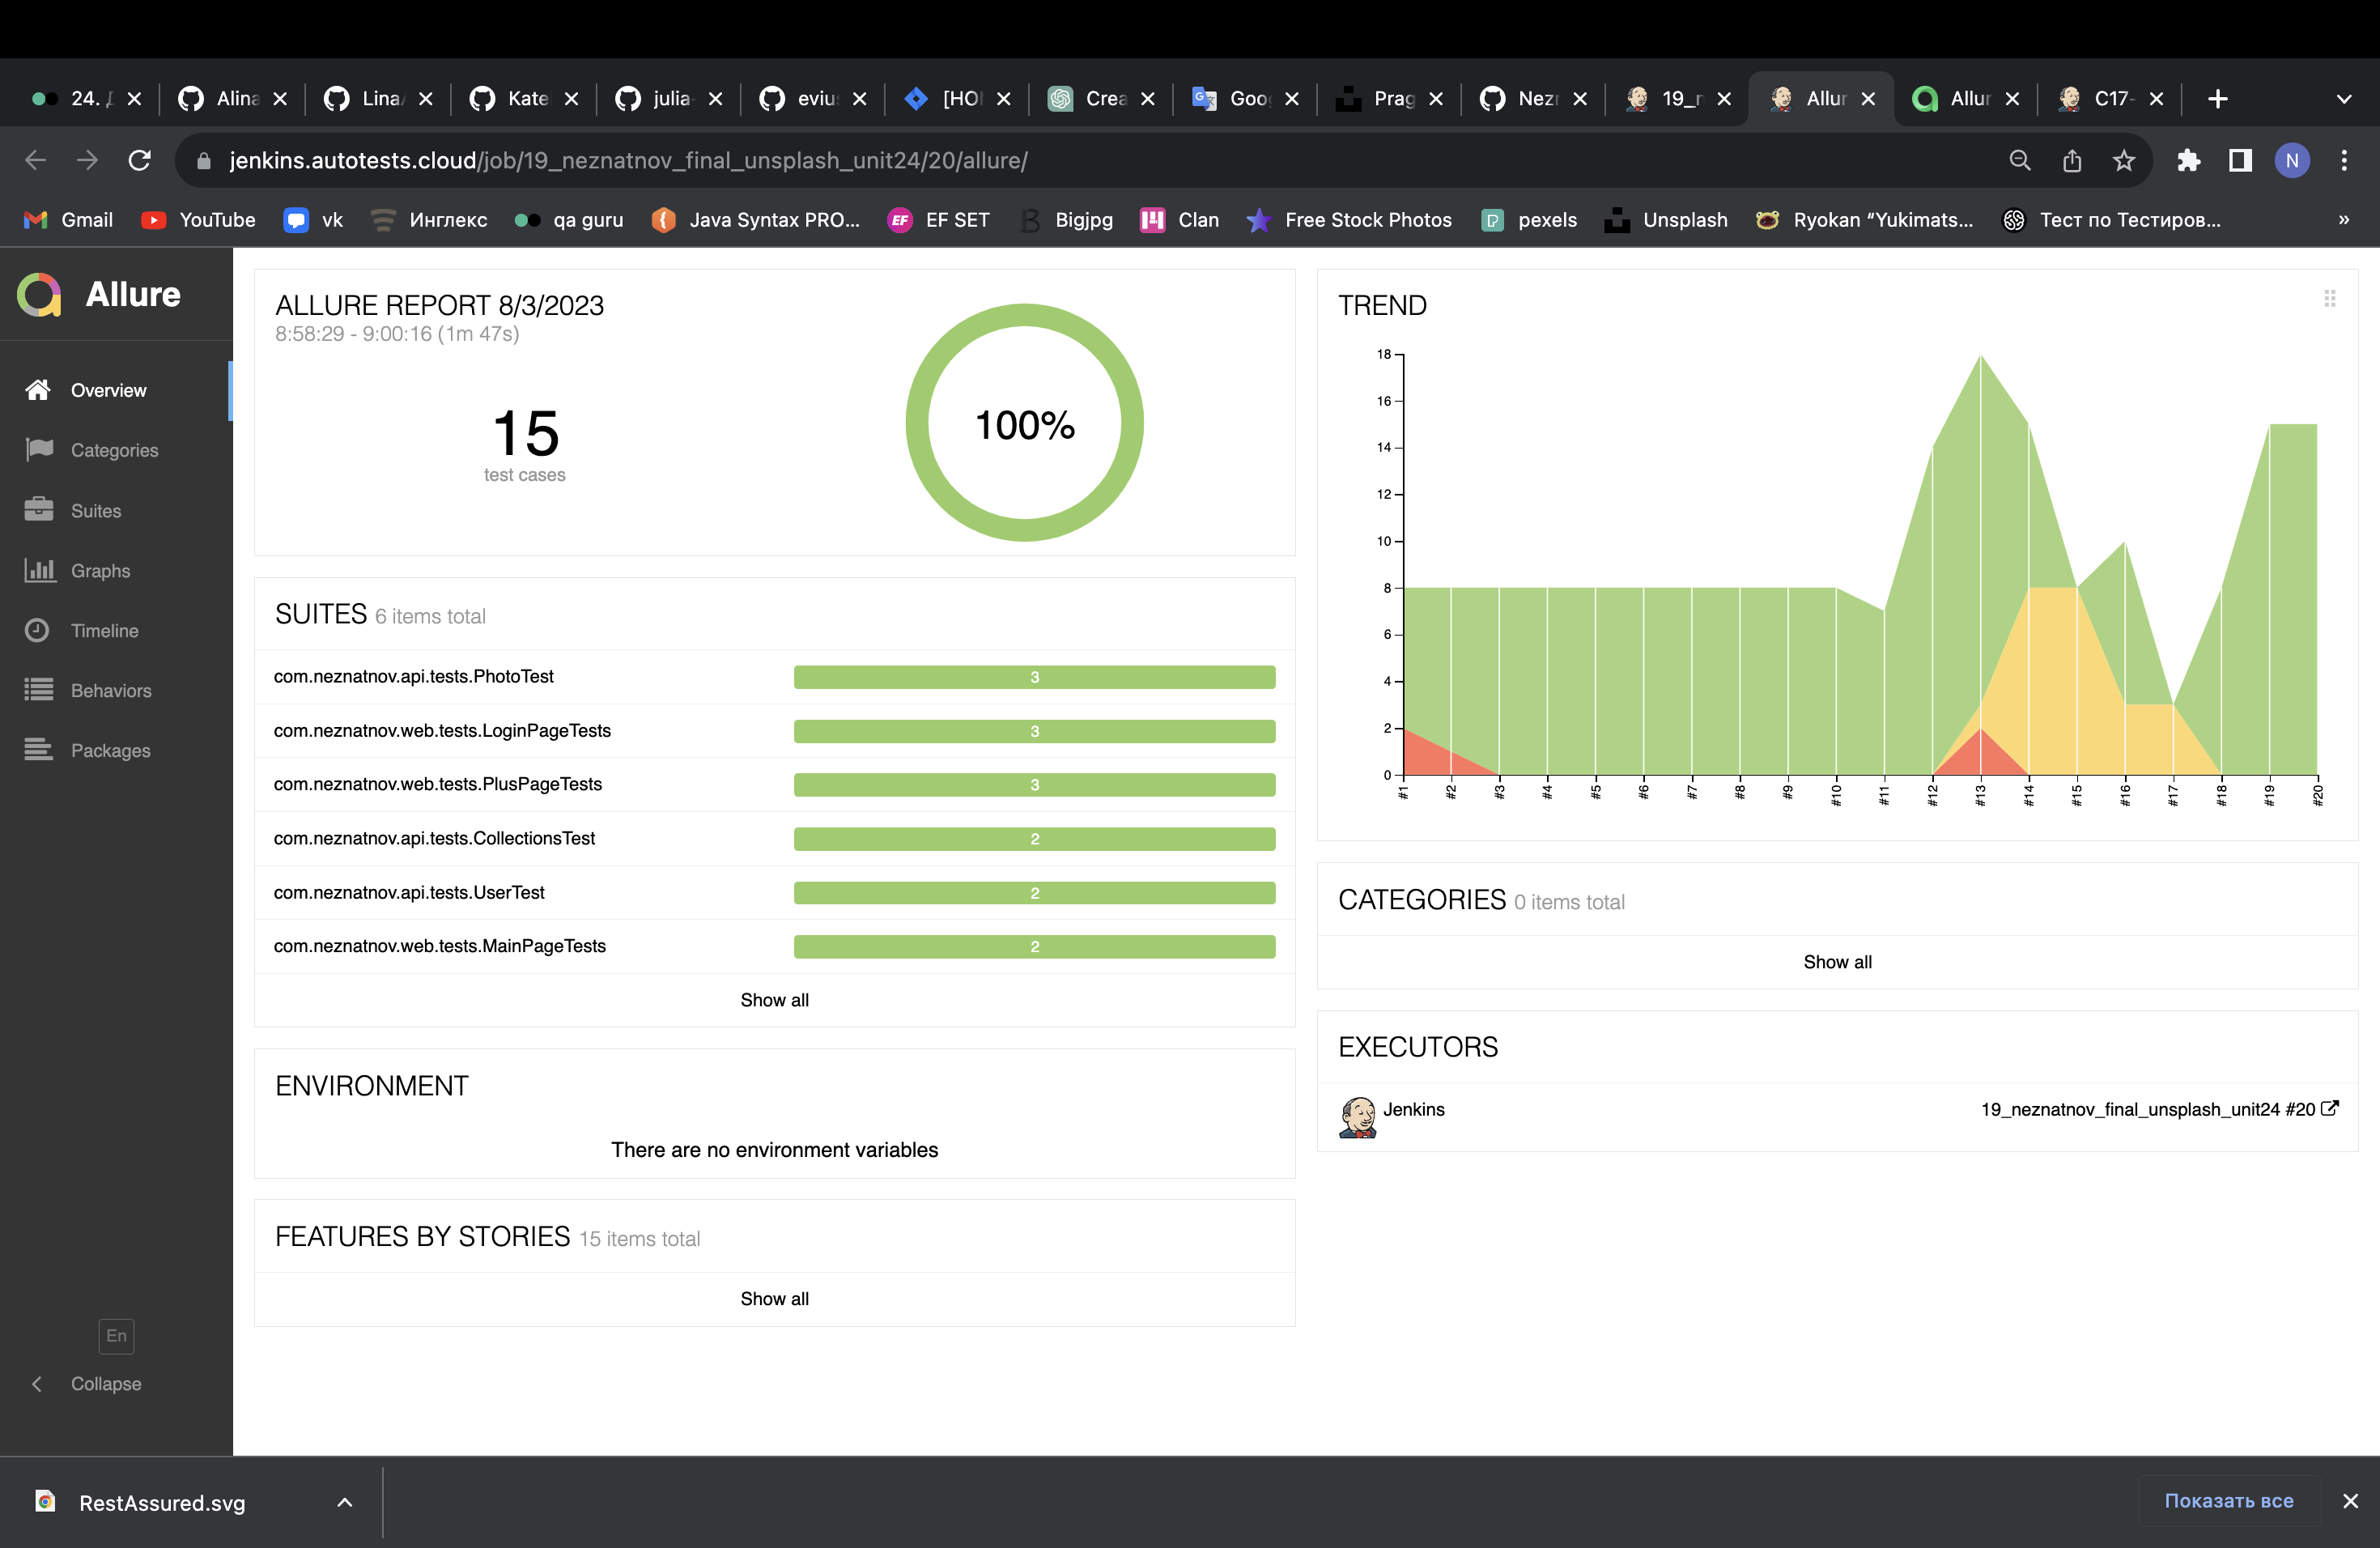 24. Д
Alina
Lina
Kate
julia-
evius
[HO
Crea
Goog
Prag
Nezn
19_n
Allur
Allur
C17-
jenkins.autotests.cloud/job/19_neznatnov_final_unsplash_unit24/20/allure/
N
Gmail
YouTube
vk
Инглекс
qa guru
Java Syntax PRO...
EF EF SET
Bigjpg
Clan
Free Stock Photos
pexels
Unsplash
Ryokan “Yukimats...
Тест по Тестиров...
»
Allure
Overview
Categories
Suites
Graphs
Timeline
Behaviors
Packages
En
Collapse
ALLURE REPORT 8/3/2023
8:58:29 - 9:00:16 (1m 47s)
15
test cases
100%
SUITES 6 items total
com.neznatnov.api.tests.PhotoTest 3
com.neznatnov.web.tests.LoginPageTests 3
com.neznatnov.web.tests.PlusPageTests 3
com.neznatnov.api.tests.CollectionsTest 2
com.neznatnov.api.tests.UserTest 2
com.neznatnov.web.tests.MainPageTests 2
Show all
ENVIRONMENT
There are no environment variables
FEATURES BY STORIES 15 items total
Show all
TREND
18
16
14
12
10
8
6
4
2
0
#1 #2 #3 #4 #5 #6 #7 #8 #9 #10 #11 #12 #13 #14 #15 #16 #17 #18 #19 #20
CATEGORIES 0 items total
Show all
EXECUTORS
Jenkins
19_neznatnov_final_unsplash_unit24 #20
RestAssured.svg
Показать все